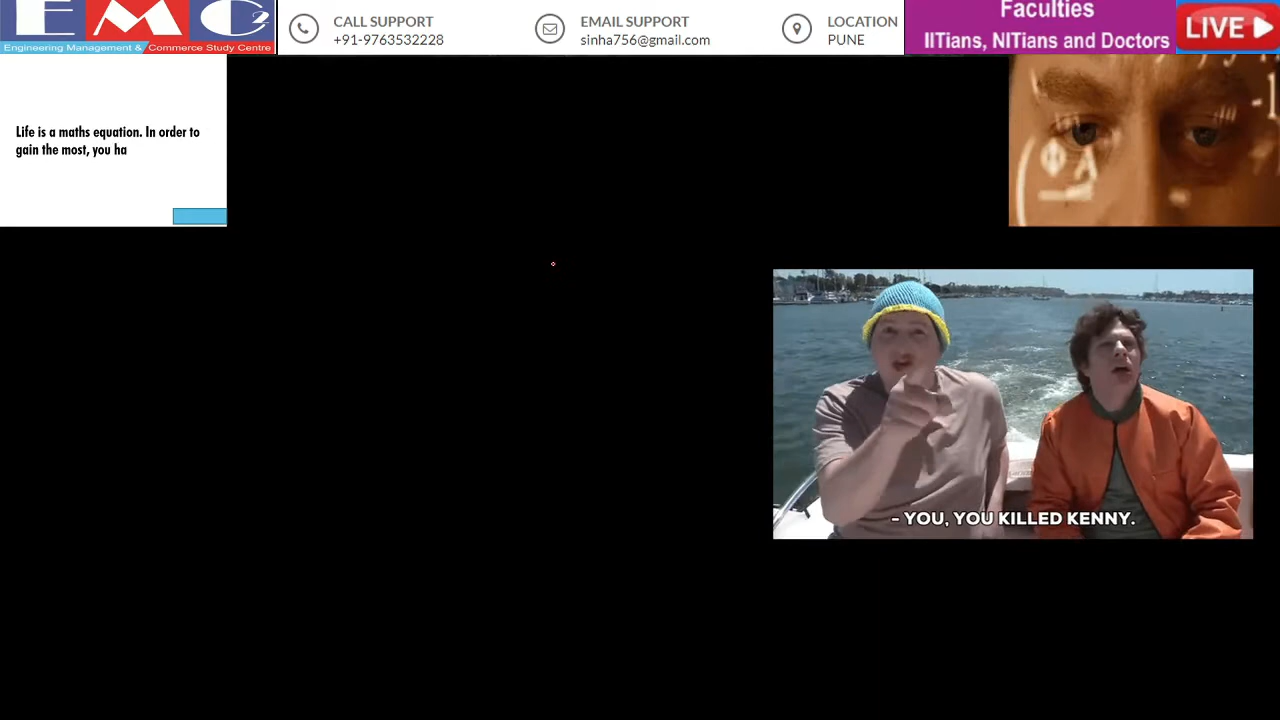 EMC2
Engineering Management & Commerce Study Centre
CALL SUPPORT
+91-9763532228
EMAIL SUPPORT
sinha756@gmail.com
LOCATION
PUNE
Faculties
IITians, NITians and Doctors
LIVE
Life is a maths equation. In order to
gain the most, you ha
- YOU, YOU KILLED KENNY.